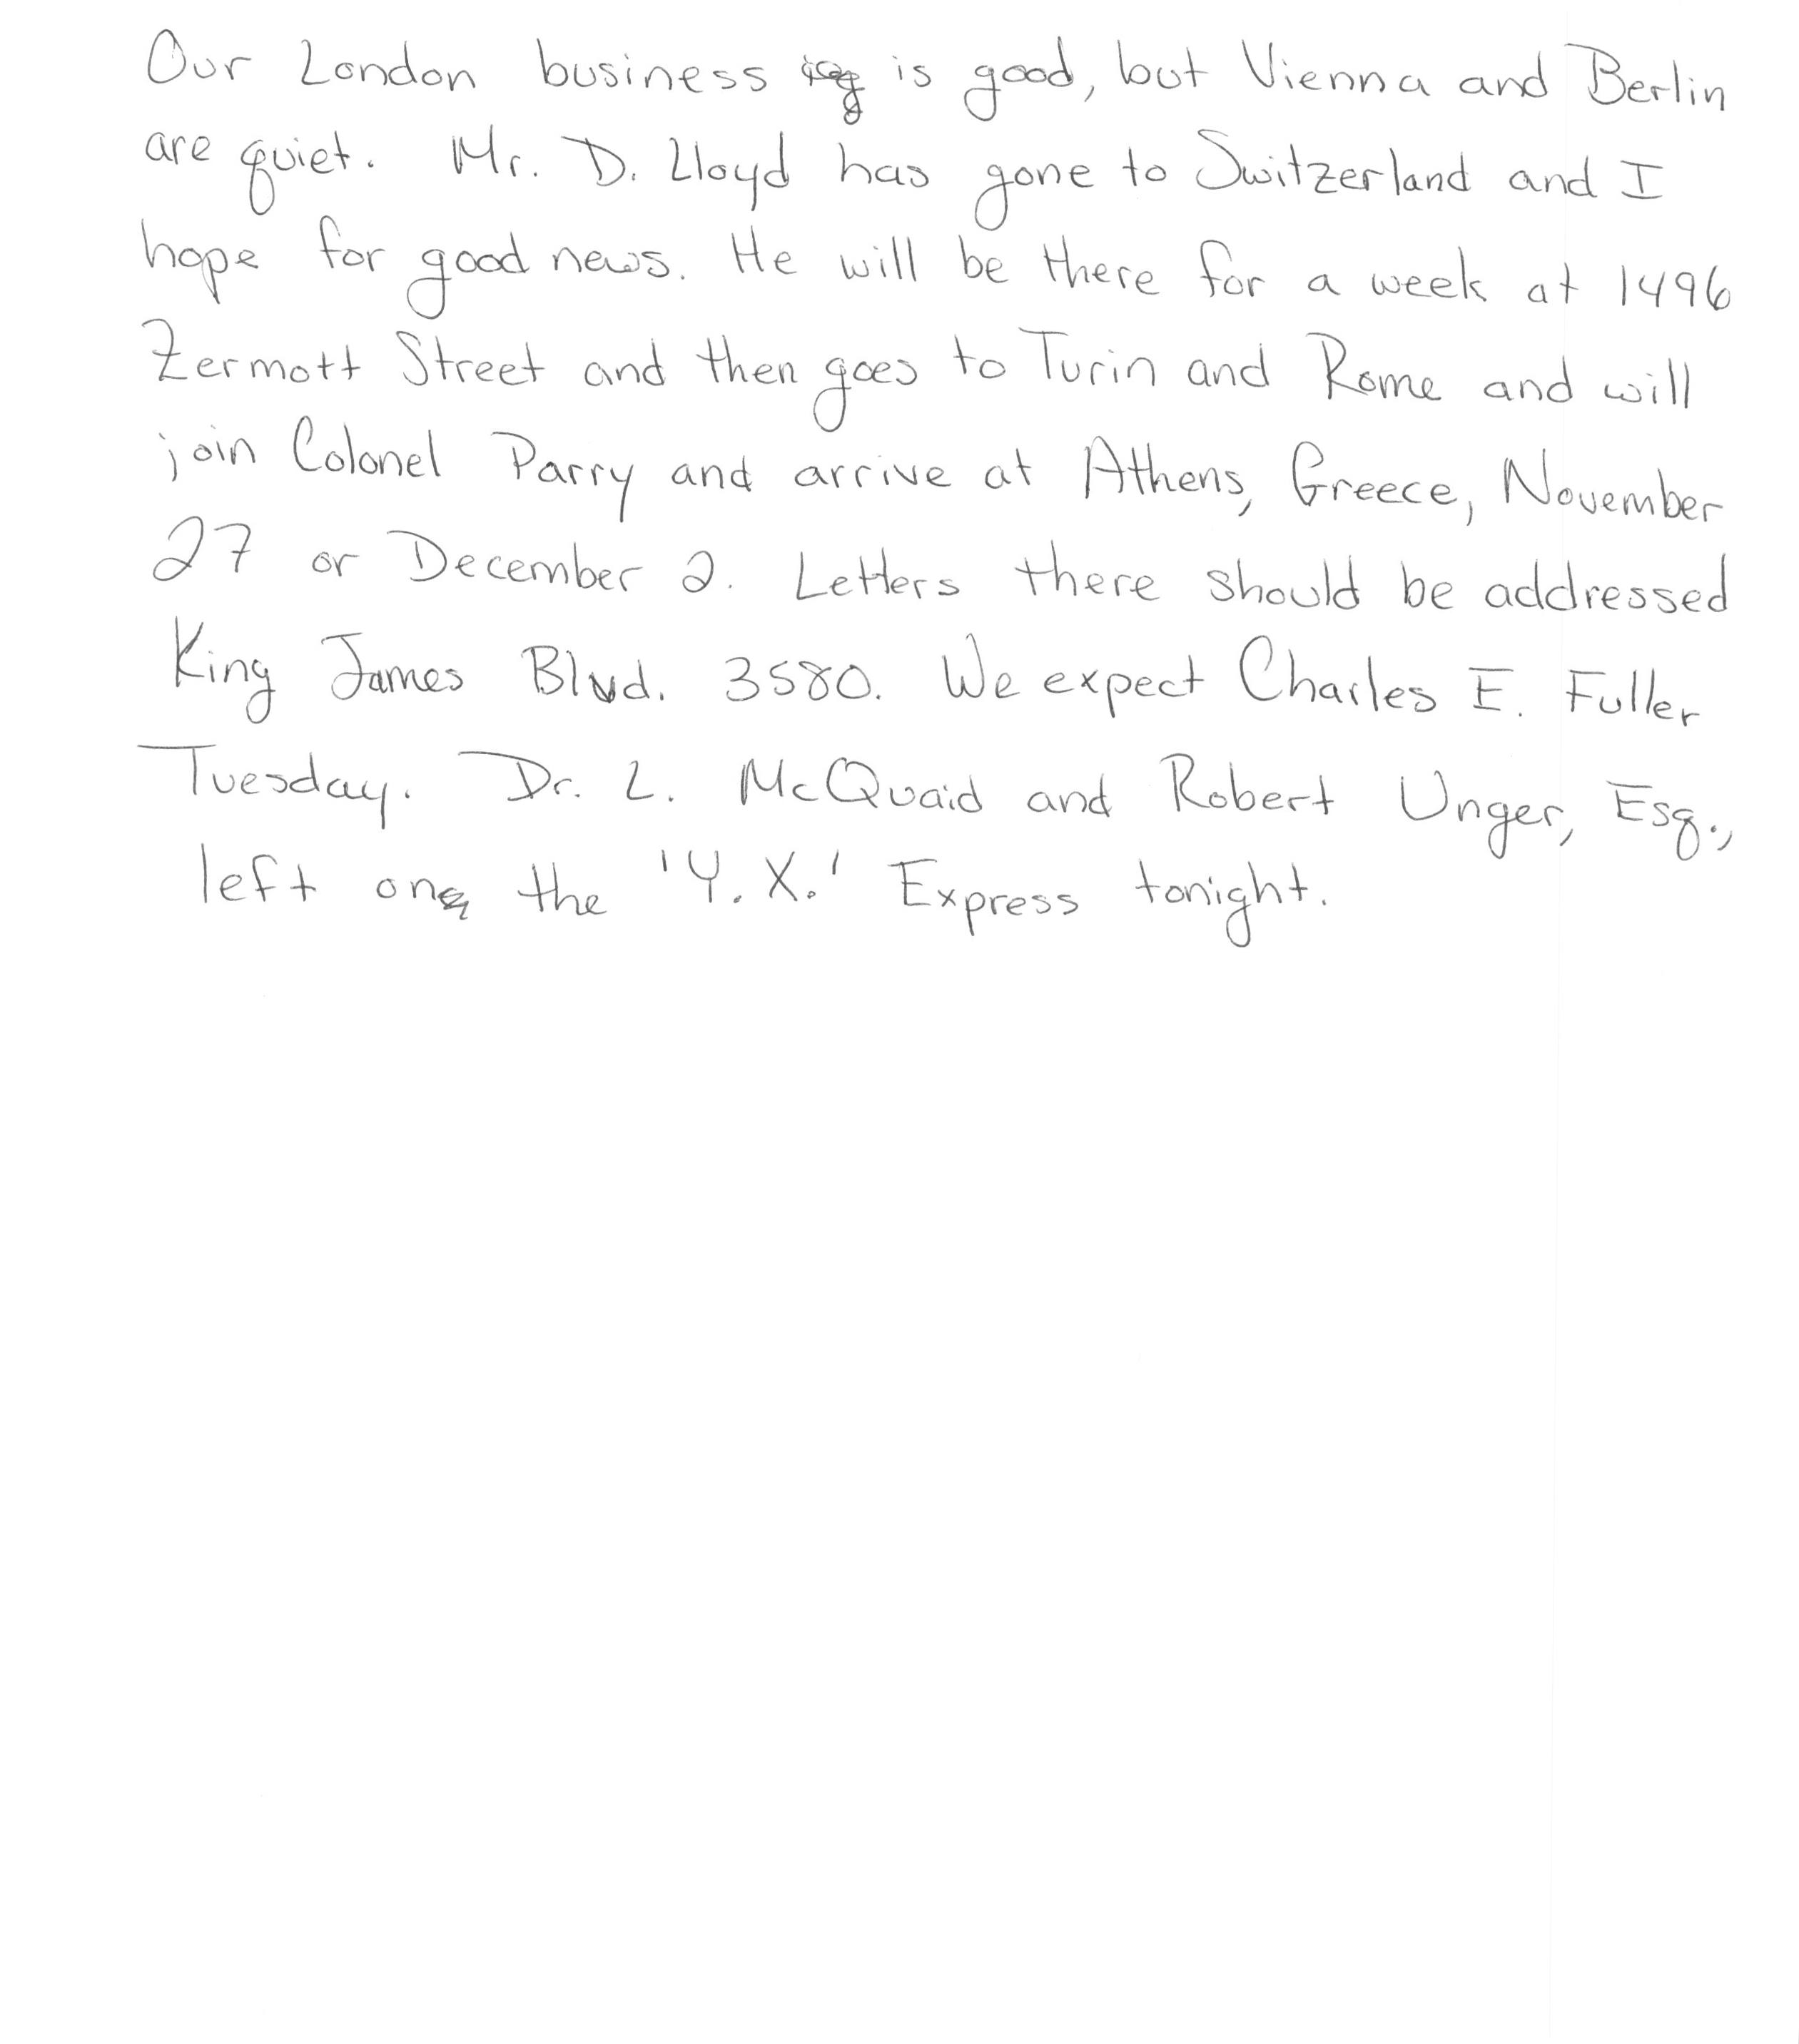 Our London business is good, but Vienna and Berlin
are quiet. Mr. D. Lloyd has gone to Switzerland and I
hope for good news. He will be there for a week at 1496
Zermott Street and then goes to Turin and Rome and will
join Colonel Parry and arrive at Athens, Greece, November
27 or December 2. Letters there should be addressed
King James Blvd. 3580. We expect Charles E. Fuller
Tuesday. Dr. L. McQuaid and Robert Unger, Esq.,
left on the 'Y. X.' Express tonight.